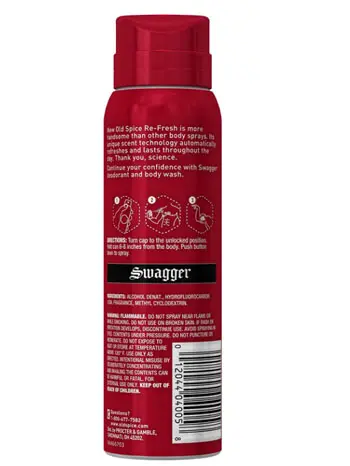 New Old Spice Re-Fresh is more
handsome than other body sprays. Its
unique scent technology automatically
refreshes and lasts throughout the
day. Thank you, science.
Continue your confidence with Swagger
deodorant and body wash.
1
2
3
DIRECTIONS: Turn cap to the unlocked position.
Hold can 6-8 inches from the body. Push button
down to spray.
Swagger
INGREDIENTS: ALCOHOL DENAT., HYDROFLUOROCARBON
FRAGRANCE, METHYL CYCLODEXTRIN.
WARNING: FLAMMABLE. DO NOT SPRAY NEAR FLAME OR
WHILE SMOKING. DO NOT USE ON BROKEN SKIN. IF RASH OR
IRRITATION DEVELOPS, DISCONTINUE USE. AVOID SPRAYING IN
EYES. CONTENTS UNDER PRESSURE. DO NOT PUNCTURE OR
INCINERATE. DO NOT EXPOSE TO
HEAT OR STORE AT TEMPERATURE
ABOVE 120°F. USE ONLY AS
DIRECTED. INTENTIONAL MISUSE BY
DELIBERATELY CONCENTRATING
AND INHALING THE CONTENTS CAN
BE HARMFUL OR FATAL. FOR
EXTERNAL USE ONLY. KEEP OUT OF
REACH OF CHILDREN.
Questions?
1-800-677-7582
www.oldspice.com
Dist. by PROCTER & GAMBLE,
CINCINNATI, OH 45202.
0 12044 04005 8